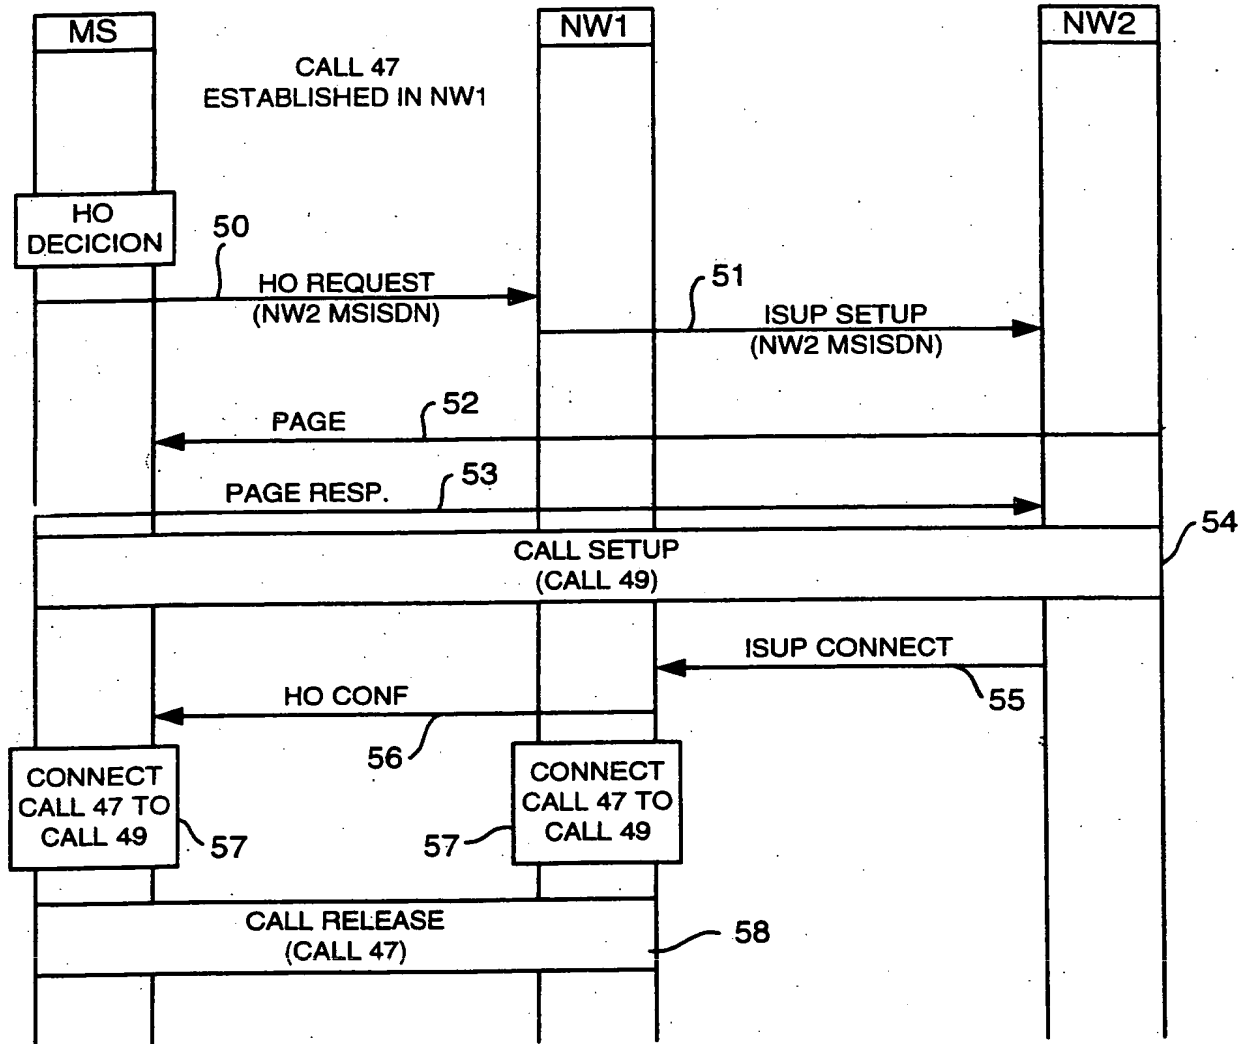 MS
NW1
NW2
CALL 47
ESTABLISHED IN NW1
HO
DECICION
50
HO REQUEST
(NW2 MSISDN)
51
ISUP SETUP
(NW2 MSISDN)
52
PAGE
53
PAGE RESP.
54
CALL SETUP
(CALL 49)
ISUP CONNECT
55
HO CONF
56
CONNECT
CALL 47 TO
CALL 49
57
CONNECT
CALL 47 TO
CALL 49
57
CALL RELEASE
(CALL 47)
58